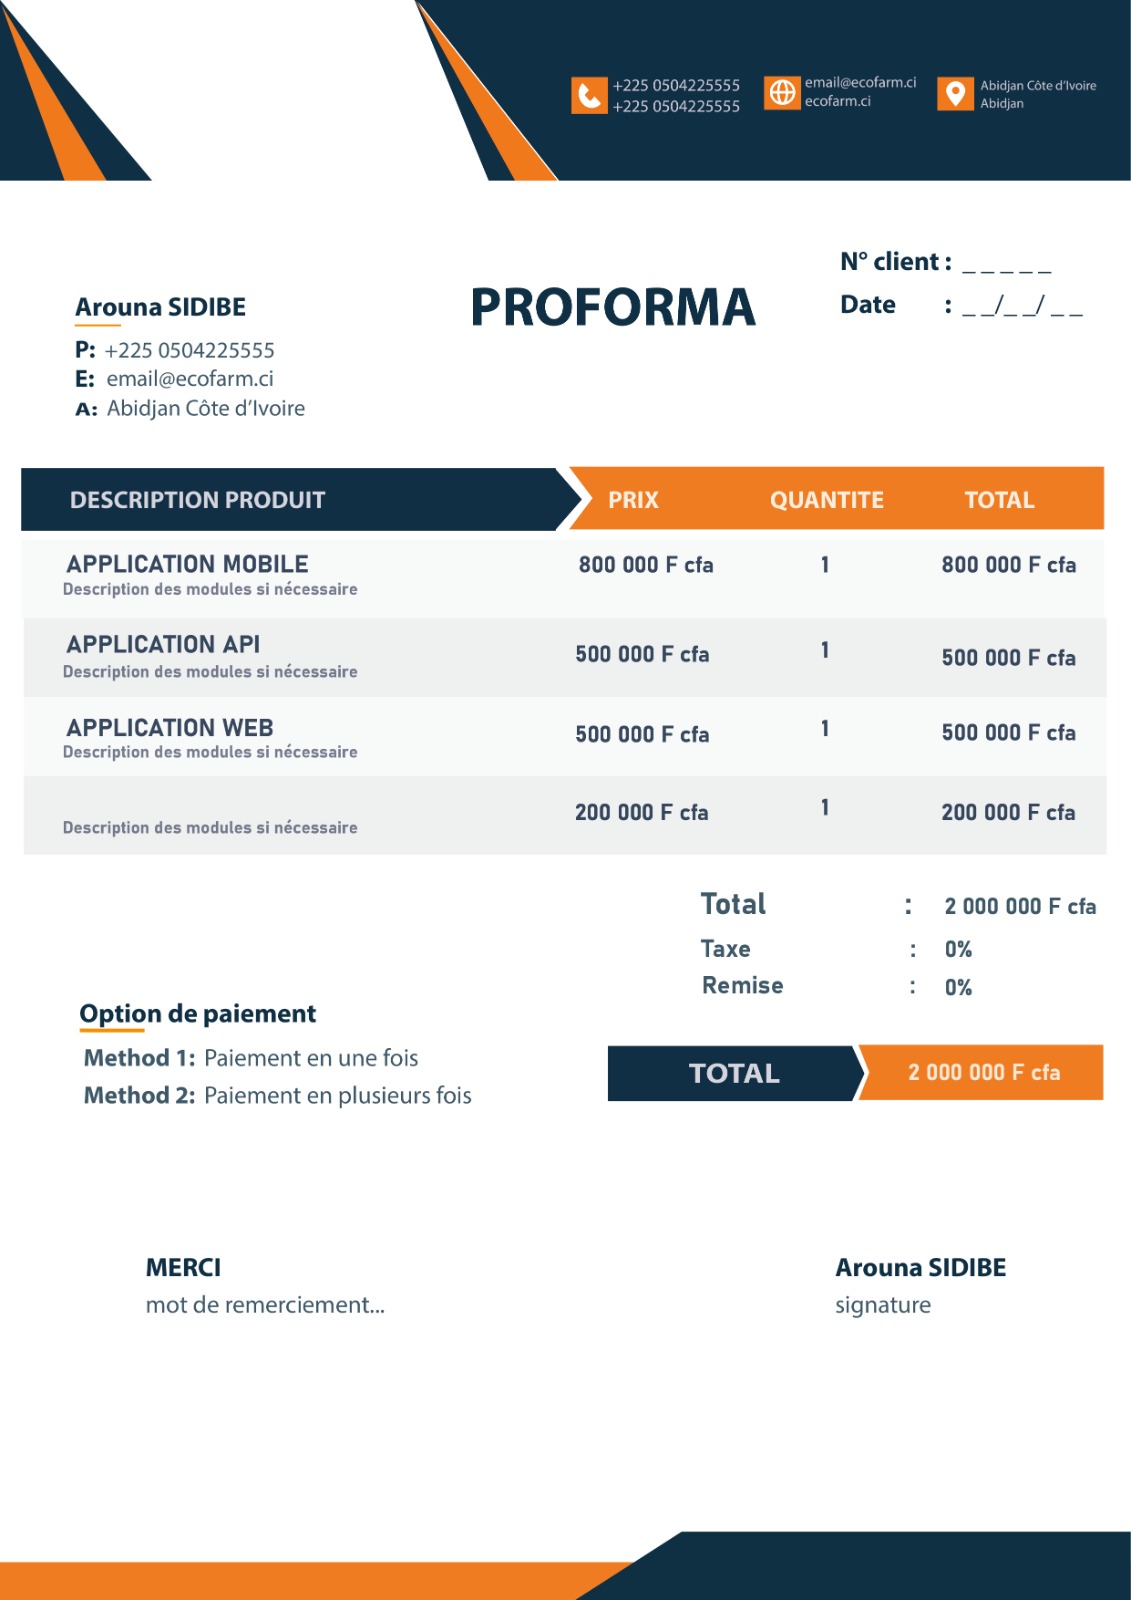 +225 0504225555
+225 0504225555
email@ecofarm.ci
ecofarm.ci
Abidjan Côte d'Ivoire
Abidjan
N° client : _ _ _ _ _
Date : _ _/_ _/ _ _
PROFORMA
Arouna SIDIBE
P: +225 0504225555
E: email@ecofarm.ci
A: Abidjan Côte d'Ivoire
DESCRIPTION PRODUIT PRIX QUANTITE TOTAL
APPLICATION MOBILE 800 000 F cfa 1 800 000 F cfa
Description des modules si nécessaire
APPLICATION API 500 000 F cfa 1 500 000 F cfa
Description des modules si nécessaire
APPLICATION WEB 500 000 F cfa 1 500 000 F cfa
Description des modules si nécessaire
200 000 F cfa 1 200 000 F cfa
Description des modules si nécessaire
Total : 2 000 000 F cfa
Taxe : 0%
Remise : 0%
Option de paiement
Method 1: Paiement en une fois
Method 2: Paiement en plusieurs fois
TOTAL 2 000 000 F cfa
MERCI
mot de remerciement...
Arouna SIDIBE
signature